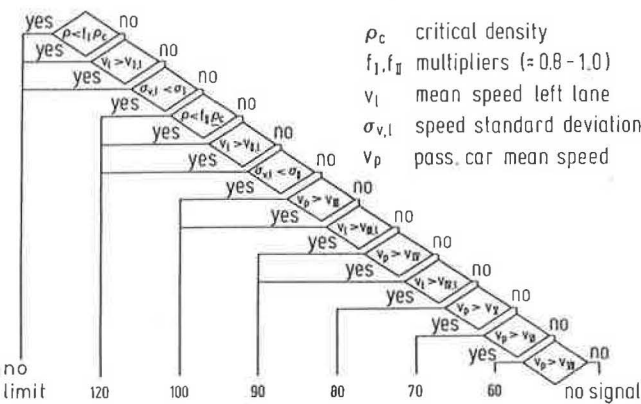 yes ρ<f_I ρ_c no
yes v_l>v_I,l no
yes σ_v,l<σ_I no
yes ρ<f_II ρ_c no
yes v_l>v_II,l no
yes σ_v,l<σ_II no
yes v_p>v_III no
yes v_l>v_III,l no
yes v_p>v_IV no
yes v_l>v_IV,l no
yes v_p>v_V no
yes v_p>v_VI no
yes v_p>v_VII no
ρ_c critical density
f_I,f_II multipliers (≈0.8-1.0)
v_l mean speed left lane
σ_v,l speed standard deviation
v_p pass. car mean speed
no
limit 120 100 90 80 70 60 no signal